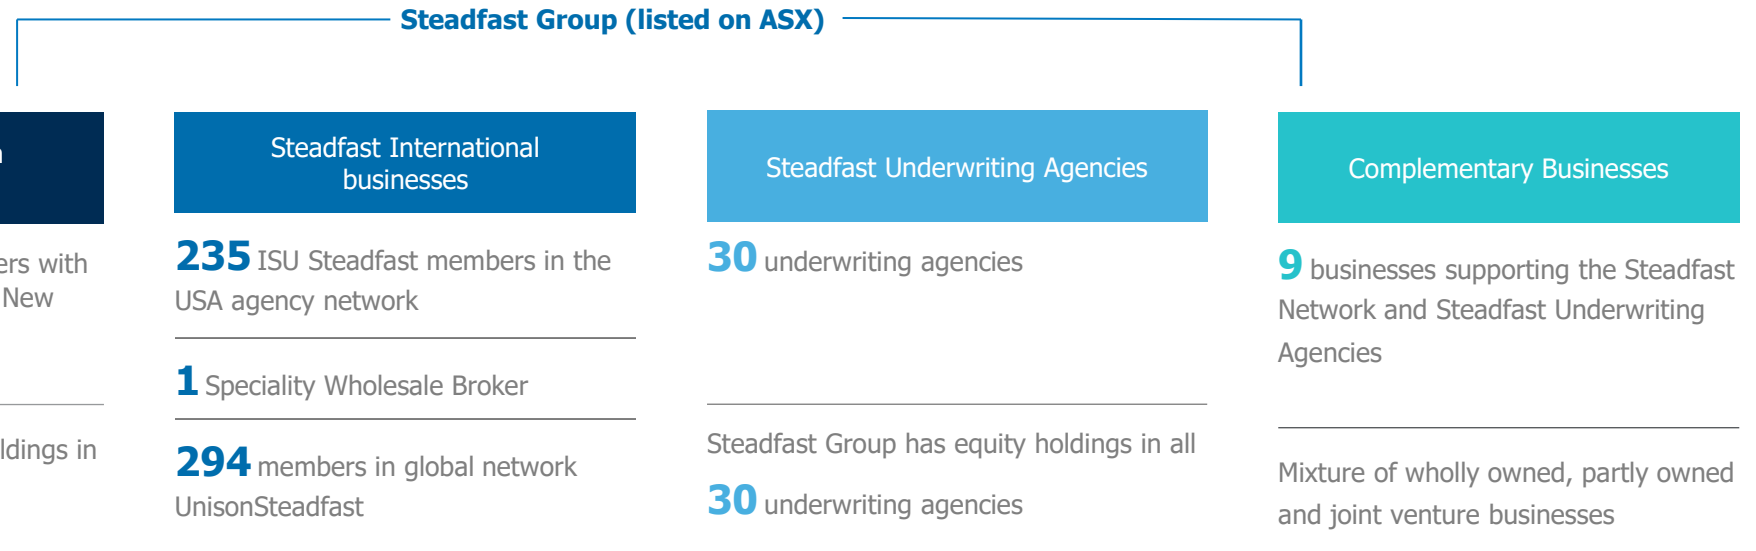 Steadfast Group (listed on ASX)
with
New
in
Steadfast International
businesses
235 ISU Steadfast members in the
USA agency network
1 Speciality Wholesale Broker
294 members in global network
UnisonSteadfast
Steadfast Underwriting Agencies
30 underwriting agencies
Steadfast Group has equity holdings in all
30 underwriting agencies
Complementary Businesses
9 businesses supporting the Steadfast
Network and Steadfast Underwriting
Agencies
Mixture of wholly owned, partly owned
and joint venture businesses